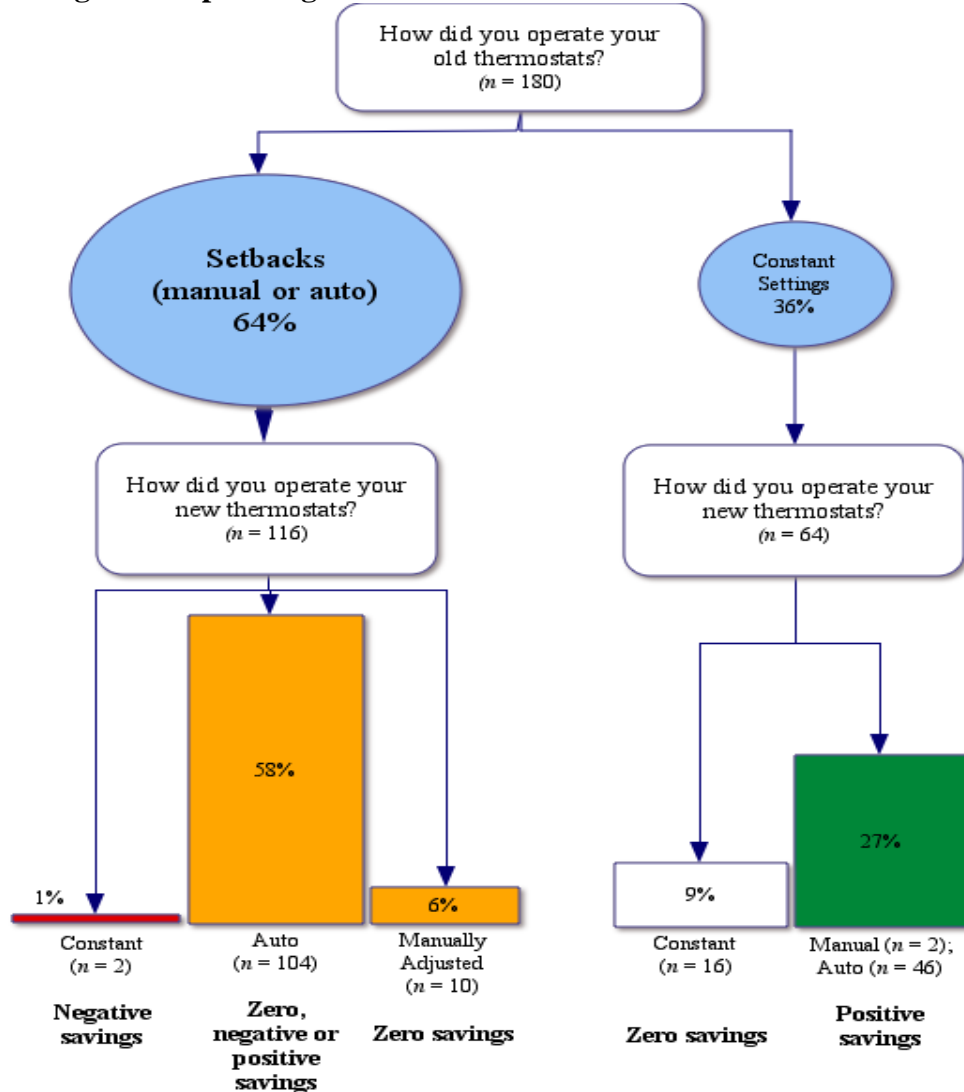 How did you operate your
old thermostats?
(n = 180)
Setbacks
(manual or auto)
64%
Constant
Settings
36%
How did you operate your
new thermostats?
(n = 116)
How did you operate your
new thermostats?
(n = 64)
1%
58%
6%
9%
27%
Constant
(n = 2)
Auto
(n = 104)
Manually
Adjusted
(n = 10)
Constant
(n = 16)
Manual (n = 2);
Auto (n = 46)
Negative
savings
Zero,
negative or
positive
savings
Zero savings
Zero savings
Positive
savings